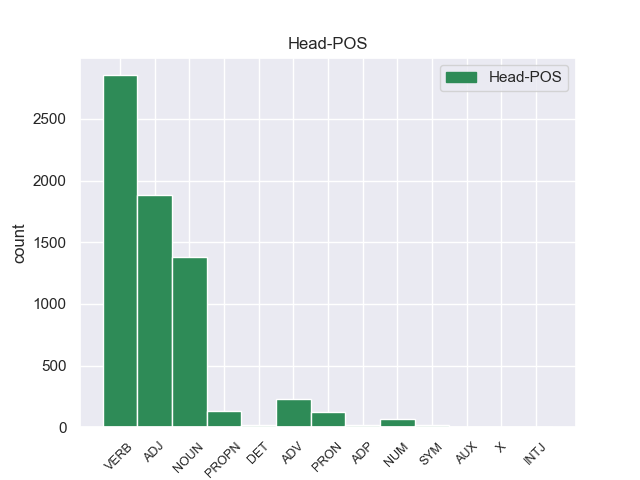 Head-POS
Head-POS
2500
2000
1500
1000
500
0
count
VERB ADJ NOUN PROPN DET ADV PRON ADP NUM SYM AUX X INTJ